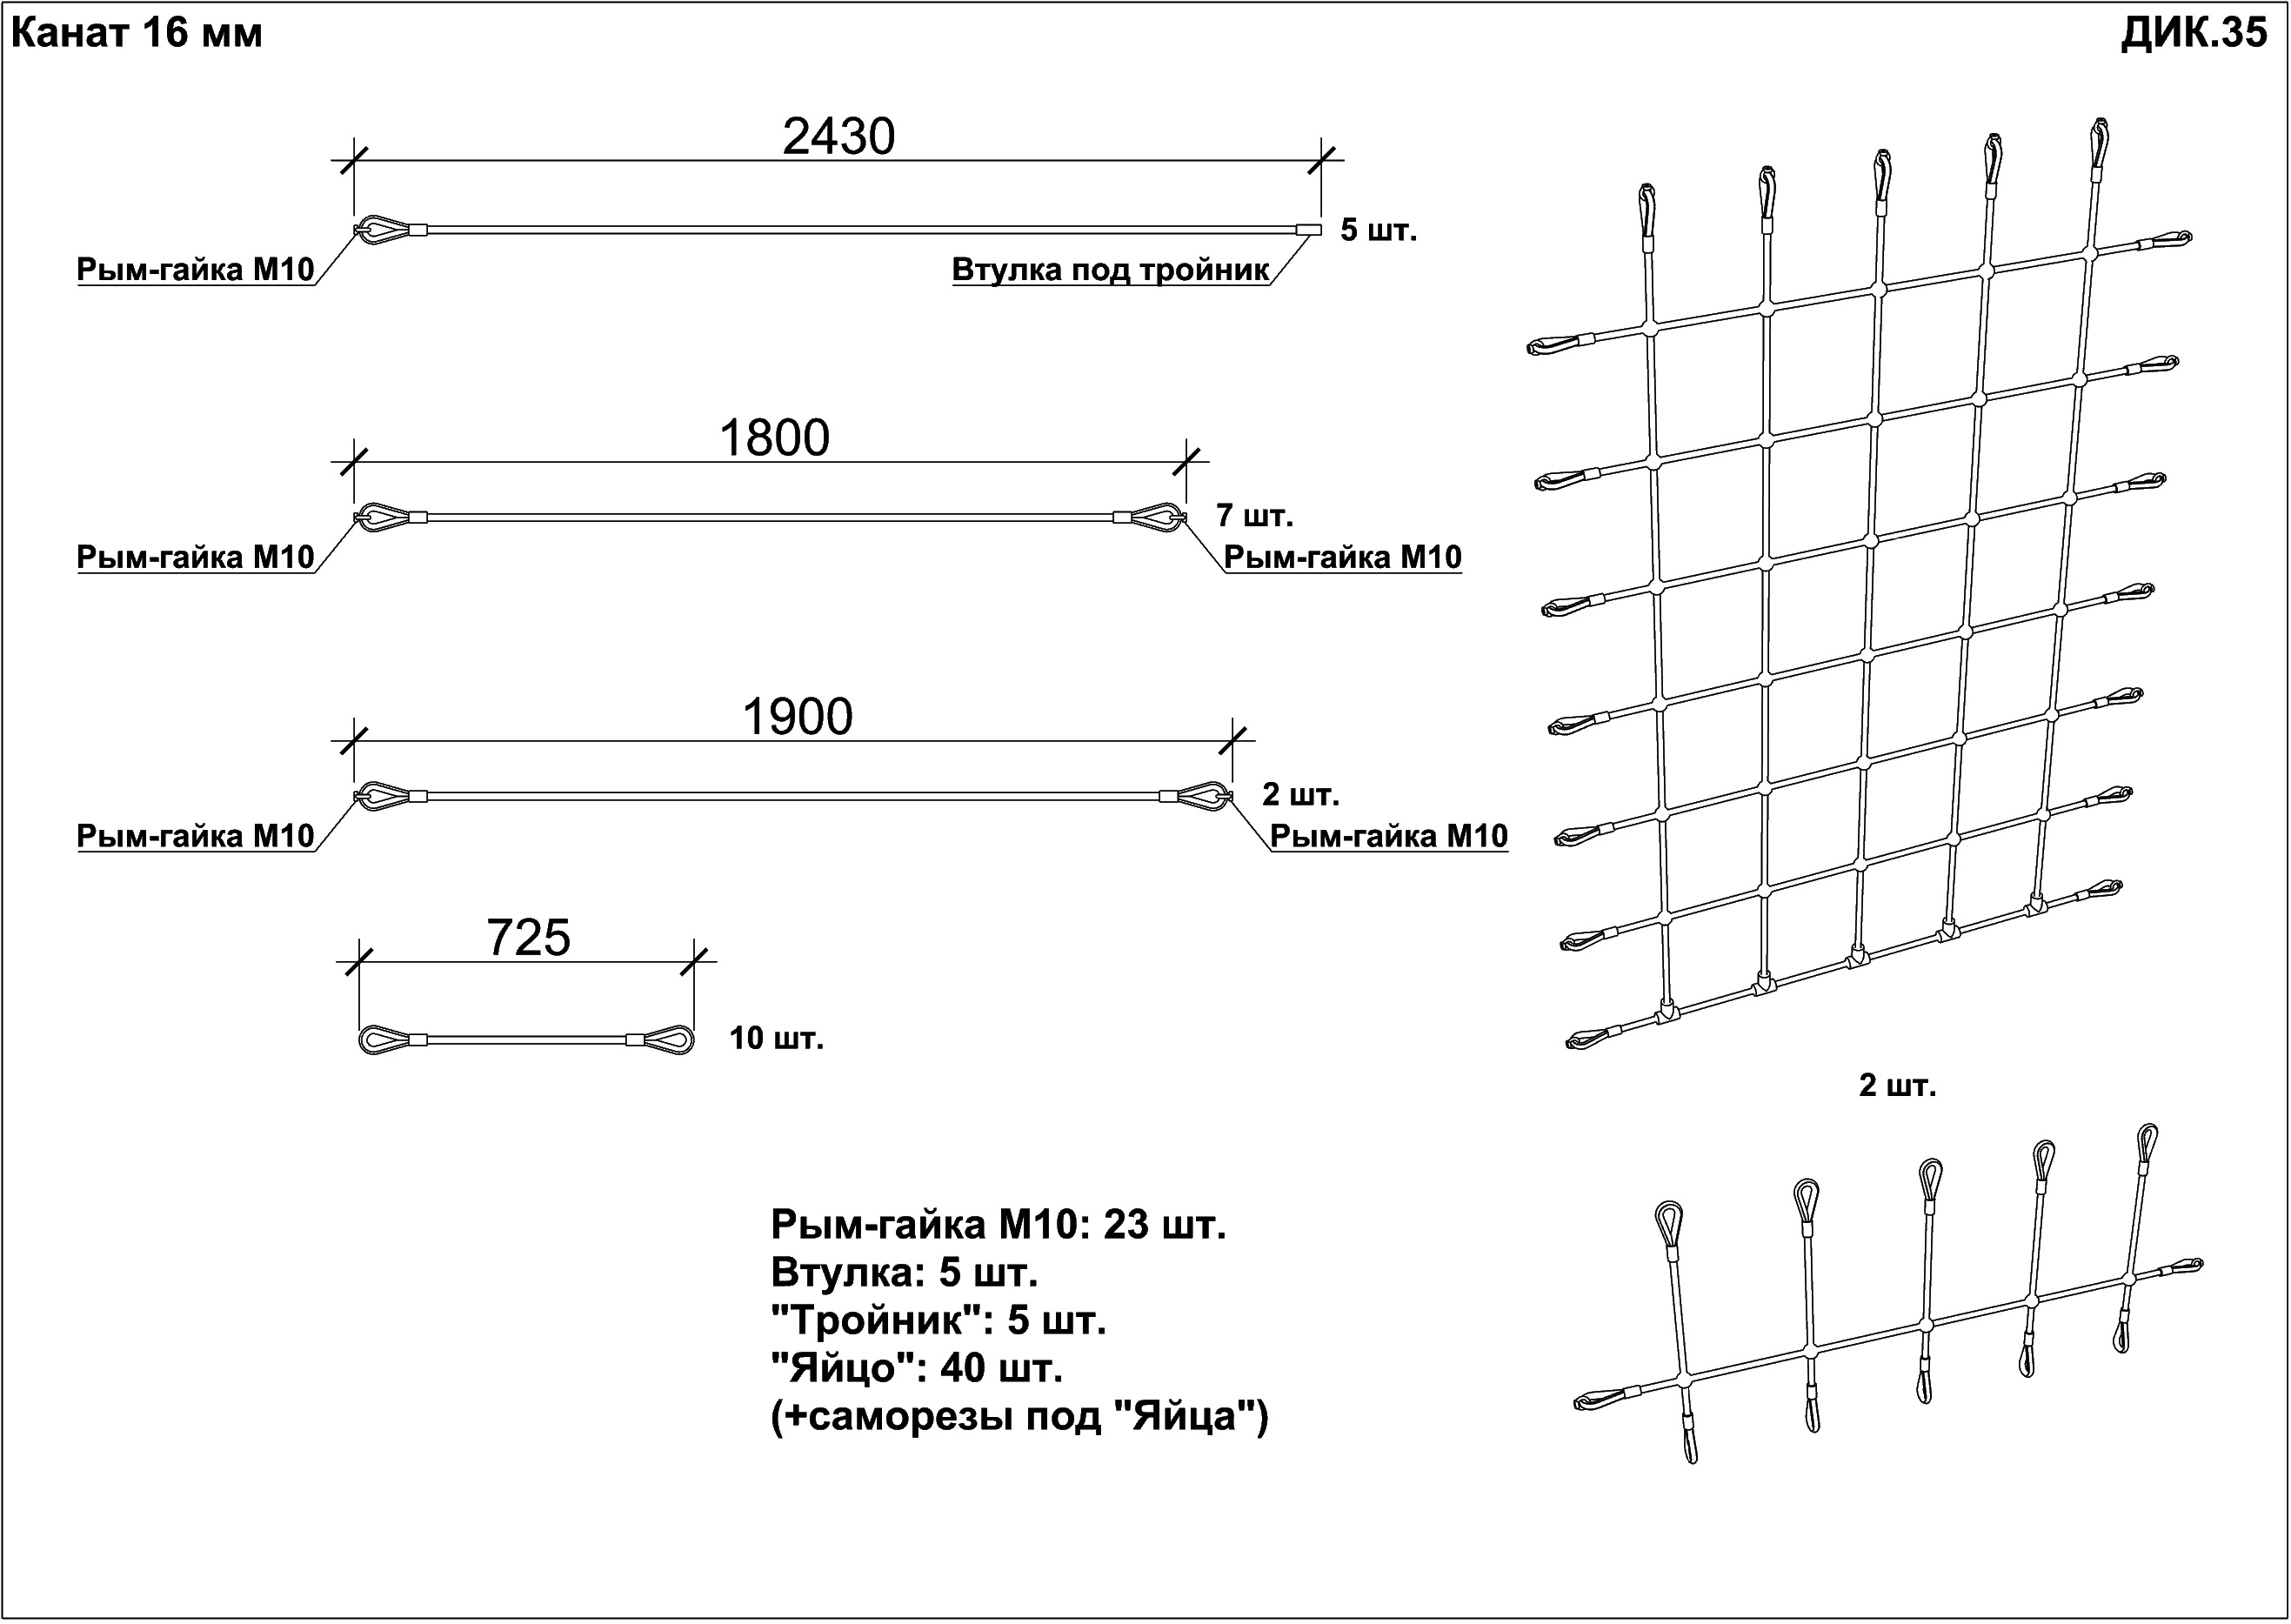 Канат 16 мм
ДИК.35
2430
5 шт.
Рым-гайка М10
Втулка под тройник
1800
7 шт.
Рым-гайка М10
Рым-гайка М10
1900
2 шт.
Рым-гайка М10
Рым-гайка М10
725
10 шт.
2 шт.
Рым-гайка М10: 23 шт.
Втулка: 5 шт.
"Тройник": 5 шт.
"Яйцо": 40 шт.
(+саморезы под "Яйца")